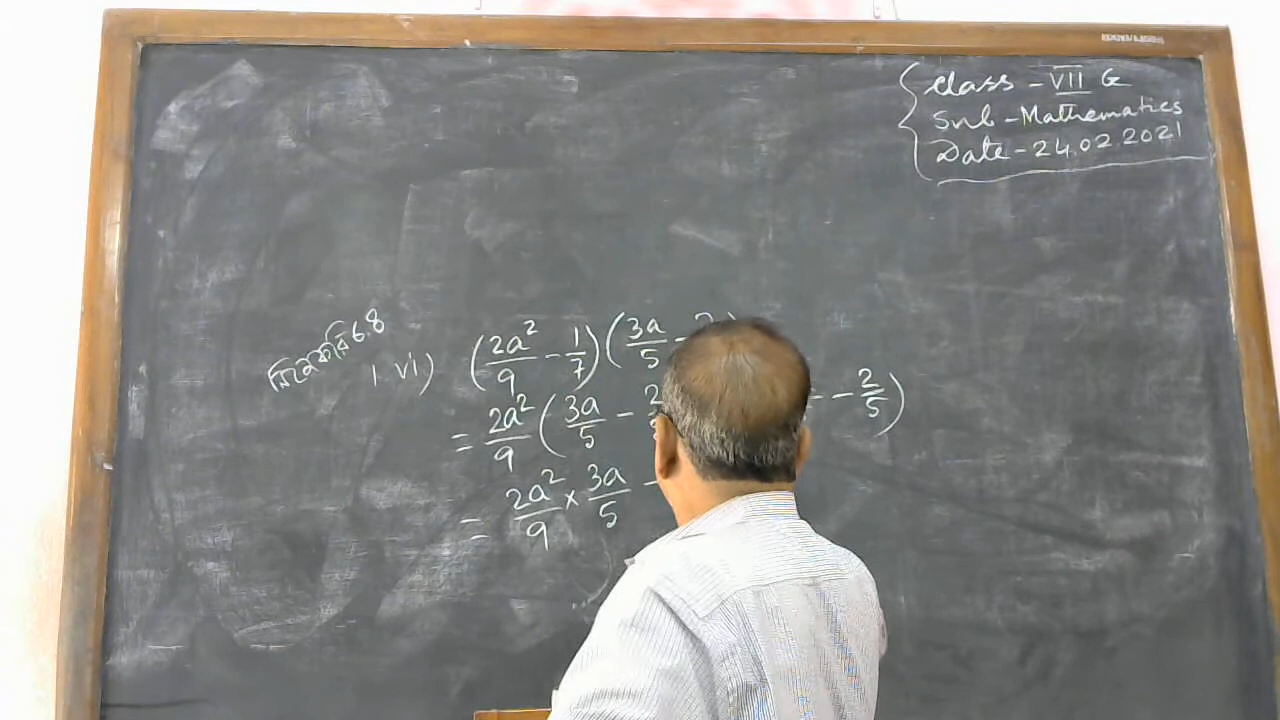 Class - VII G
Sub - Mathematics
Date - 24.02.2021
6.8
1 vi) (2a²/9 - 1/7)(3a/5 -
= 2a²/9 (3a/5 - 2 - 2/5)
= 2a²/9 × 3a/5 -